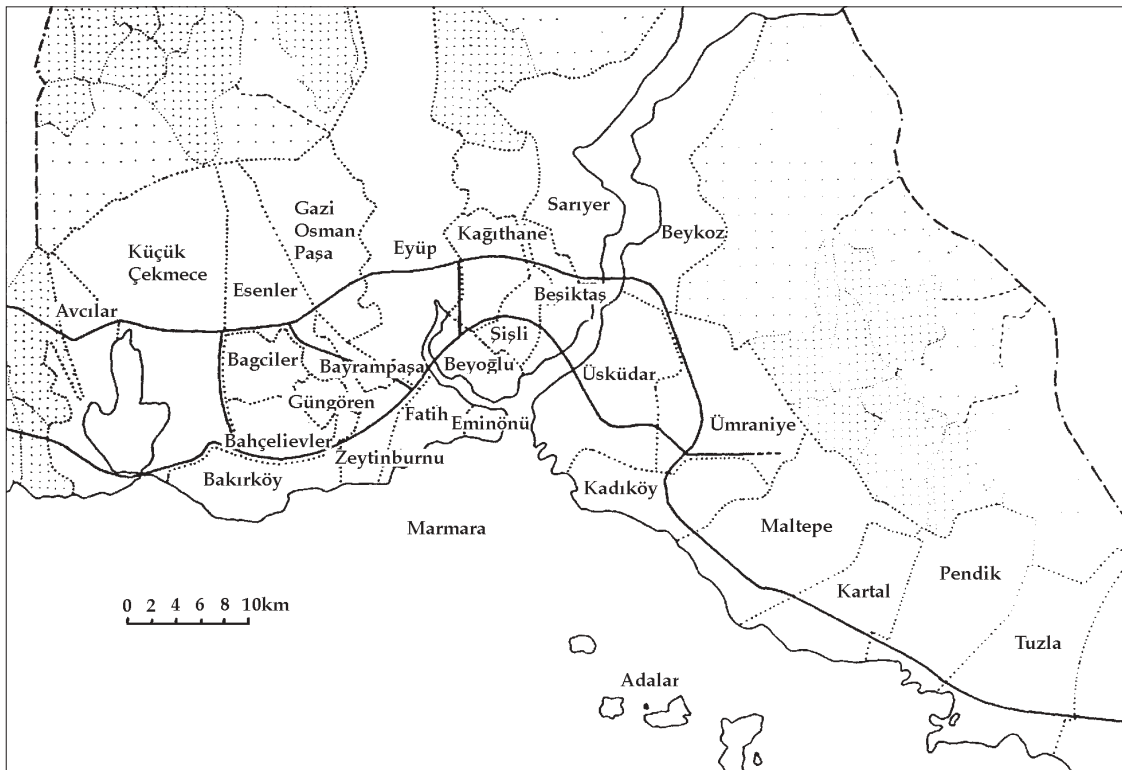 Sarıyer
Gazi
Osman
Paşa
Kağıthane
Beykoz
Küçük
Çekmece
Eyüp
Esenler
Beşiktaş
Avcılar
Şişli
Bagciler
Bayrampaşa
Beyoğlu
Üsküdar
Güngören
Fatih
Eminönü
Ümraniye
Bahçelievler
Zeytinburnu
Bakırköy
Kadıköy
Marmara
Maltepe
Pendik
Kartal
0 2 4 6 8 10km
Tuzla
Adalar